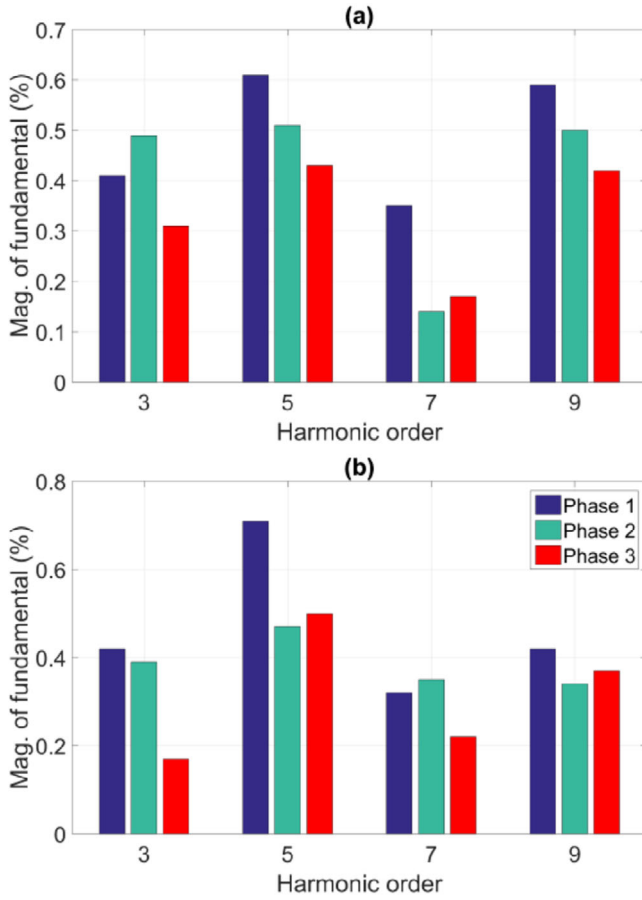 (a)
0.7
0.6
0.5
0.4
0.3
0.2
0.1
0
Mag. of fundamental (%)
3 5 7 9
Harmonic order
(b)
0.8
0.6
0.4
0.2
0
Mag. of fundamental (%)
Phase 1
Phase 2
Phase 3
3 5 7 9
Harmonic order